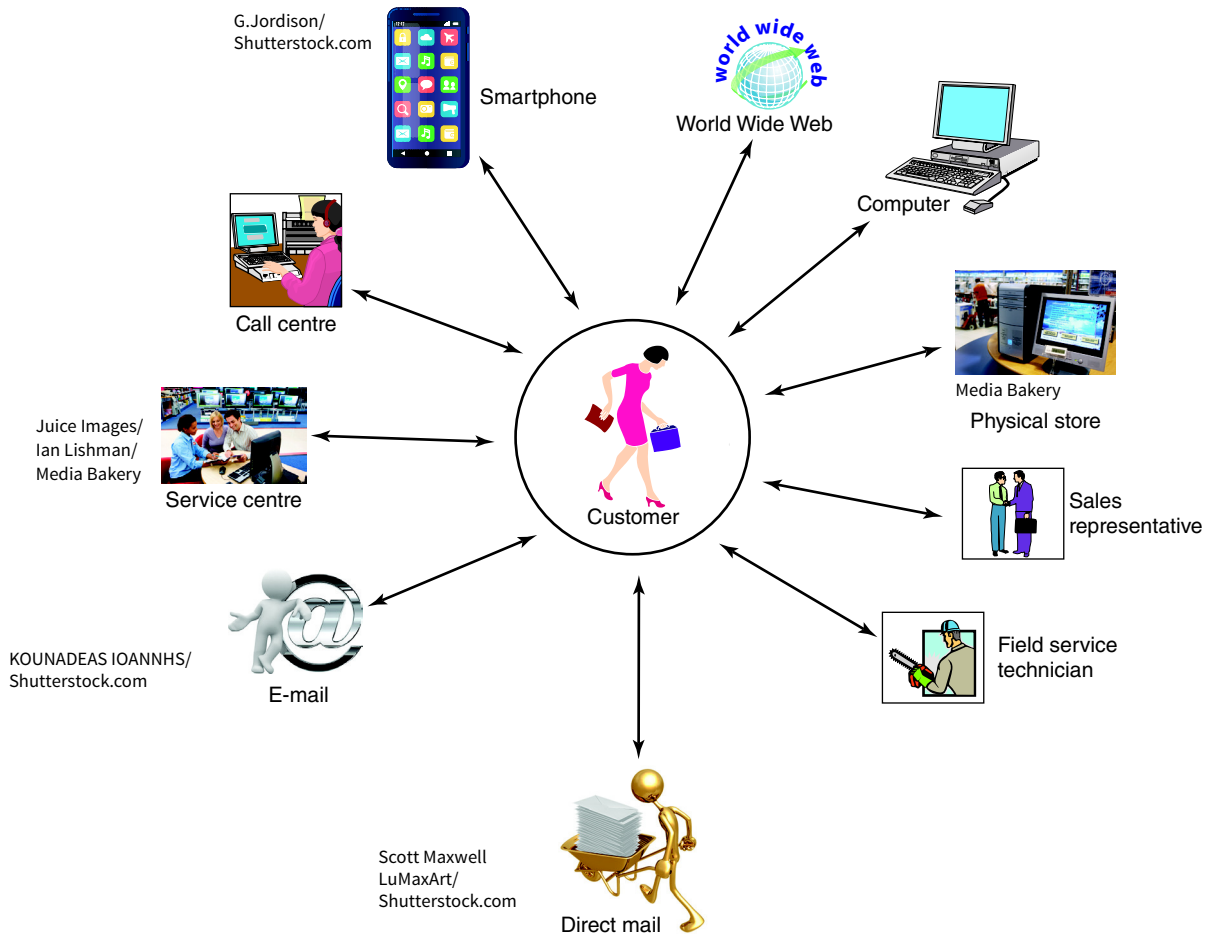 G.Jordison/
Shutterstock.com
Smartphone
world wide web
World Wide Web
Computer
Call centre
Media Bakery
Physical store
Juice Images/
Ian Lishman/
Media Bakery
Service centre
Customer
Sales
representative
KOUNADEAS IOANNHS/
Shutterstock.com
@
E-mail
Field service
technician
Scott Maxwell
LuMaxArt/
Shutterstock.com
Direct mail